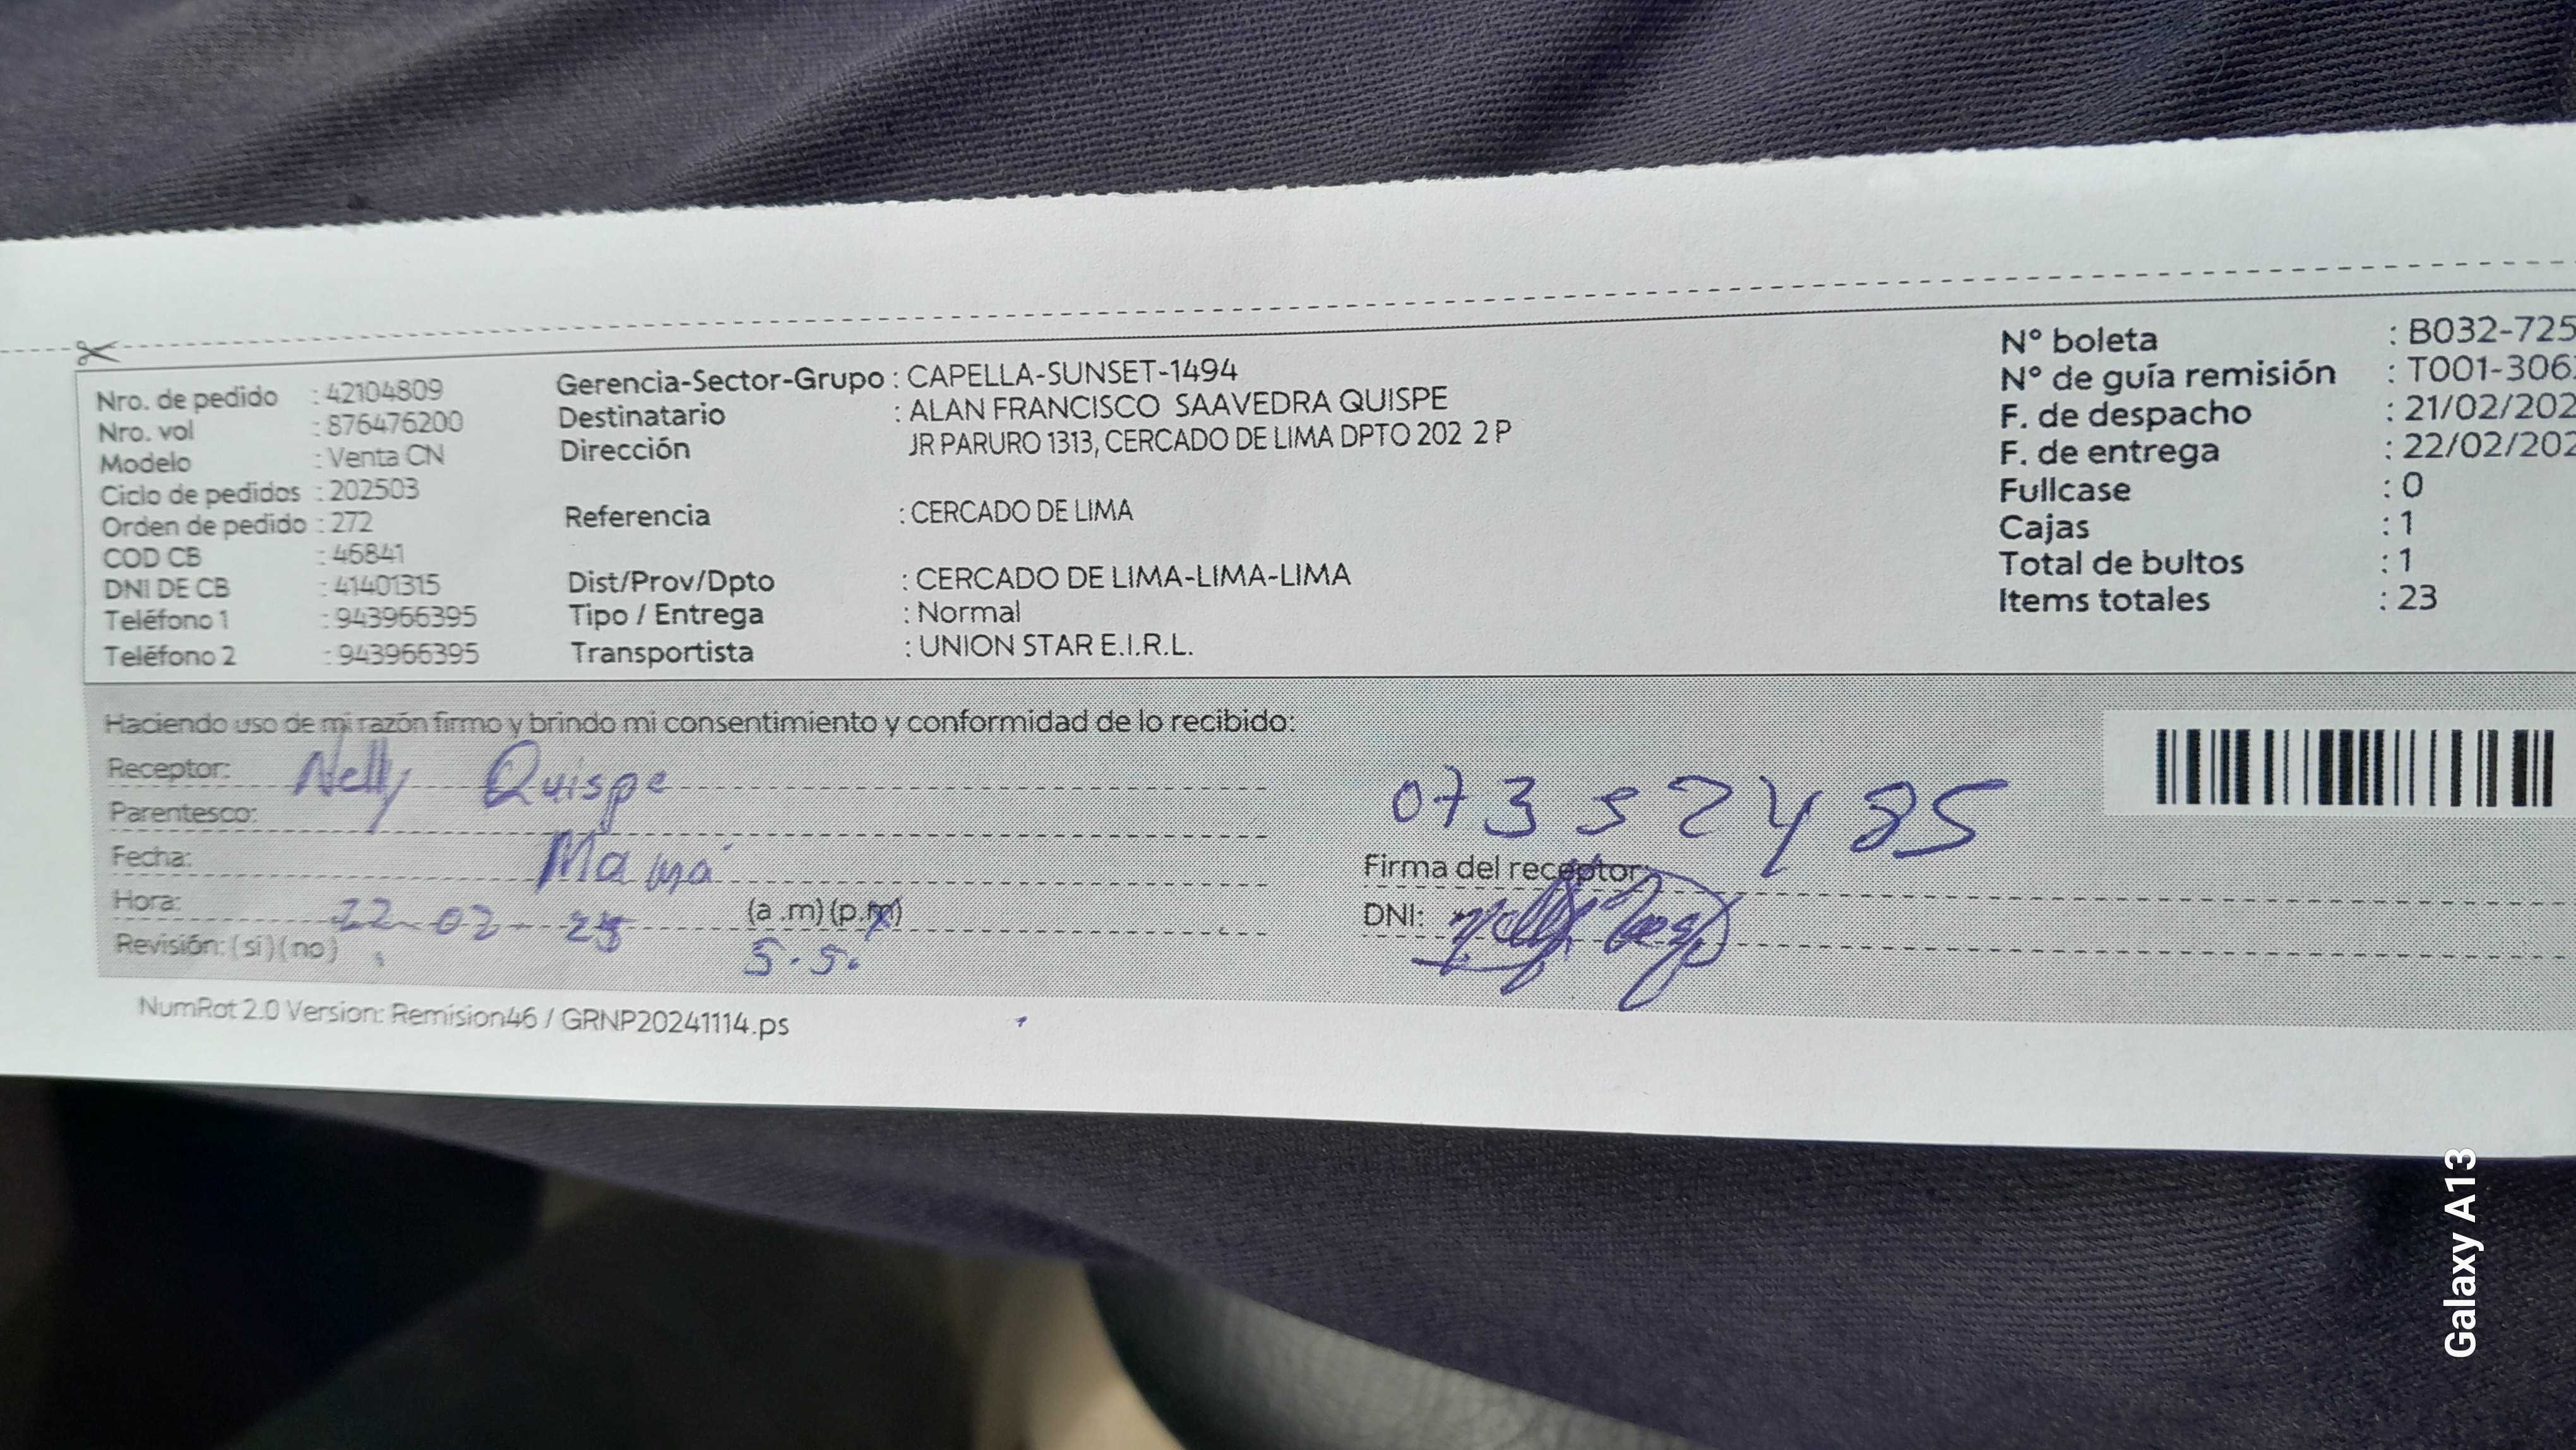 Nro. de pedido : 42104809
Nro. vol : 876476200
Modelo : Venta CN
Ciclo de pedidos : 202503
Orden de pedido : 272
COD CB : 46841
DNI DE CB : 41401315
Teléfono 1 : 943966395
Teléfono 2 : 943966395
Gerencia-Sector-Grupo : CAPELLA-SUNSET-1494
Destinatario : ALAN FRANCISCO SAAVEDRA QUISPE
Dirección JR PARURO 1313, CERCADO DE LIMA DPTO 202 2 P
Referencia : CERCADO DE LIMA
Dist/Prov/Dpto : CERCADO DE LIMA-LIMA-LIMA
Tipo / Entrega : Normal
Transportista : UNION STAR E.I.R.L.
Nº boleta : B032-725
Nº de guía remisión : T001-306
F. de despacho : 21/02/202
F. de entrega : 22/02/202
Fullcase : 0
Cajas : 1
Total de bultos : 1
Items totales : 23
Haciendo uso de mi razón firmo y brindo mi consentimiento y conformidad de lo recibido:
Receptor: Nelly Quispe
Parentesco:
Mamá
Fecha:
Hora: (a .m) (p.m)
22-02-25
Revisión: (si) (no) 5.5.
07352485
Firma del receptor:
DNI:
NumRot 2.0 Version: Remision46 / GRNP20241114.ps
Galaxy A13